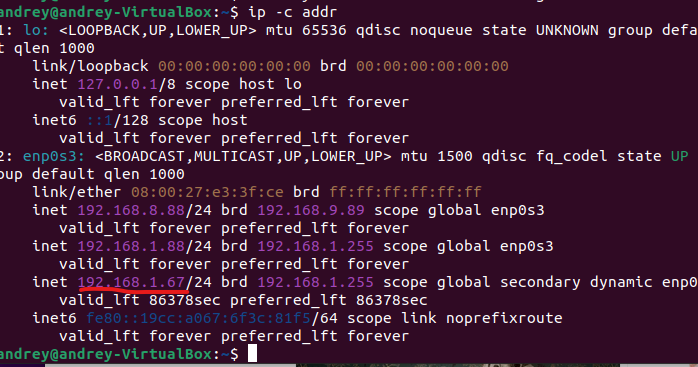 andrey@andrey-VirtualBox:~$ ip -c addr
1: lo: <LOOPBACK,UP,LOWER_UP> mtu 65536 qdisc noqueue state UNKNOWN group defa
t qlen 1000
link/loopback 00:00:00:00:00:00 brd 00:00:00:00:00:00
inet 127.0.0.1/8 scope host lo
valid_lft forever preferred_lft forever
inet6 ::1/128 scope host
valid_lft forever preferred_lft forever
2: enp0s3: <BROADCAST,MULTICAST,UP,LOWER_UP> mtu 1500 qdisc fq_codel state UP
oup default qlen 1000
link/ether 08:00:27:e3:3f:ce brd ff:ff:ff:ff:ff:ff
inet 192.168.8.88/24 brd 192.168.9.89 scope global enp0s3
valid_lft forever preferred_lft forever
inet 192.168.1.88/24 brd 192.168.1.255 scope global enp0s3
valid_lft forever preferred_lft forever
inet 192.168.1.67/24 brd 192.168.1.255 scope global secondary dynamic enp0
valid_lft 86378sec preferred_lft 86378sec
inet6 fe80::19cc:a067:6f3c:81f5/64 scope link noprefixroute
valid_lft forever preferred_lft forever
andrey@andrey-VirtualBox:~$